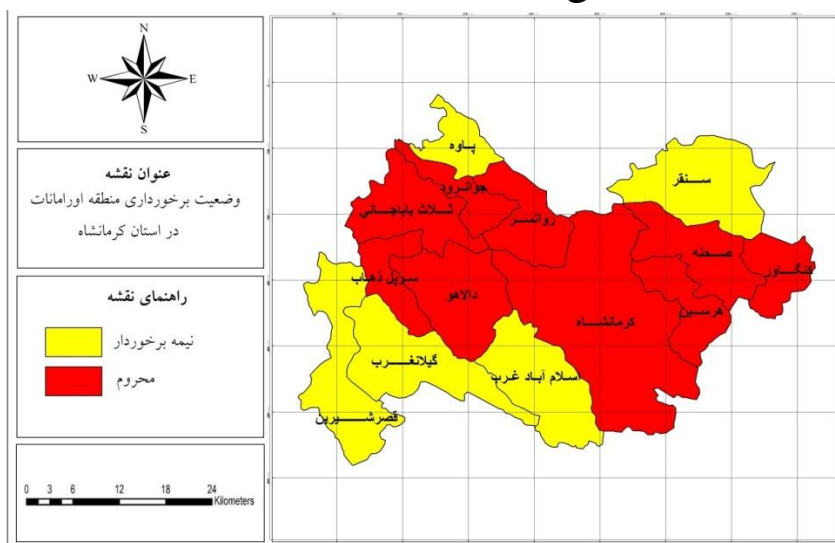 N
W E
S
عنوان نقشه
وضعیت برخورداری منطقه اورامانات
در استان کرمانشاه
راهنمای نقشه
نیمه برخوردار
محروم
0 3 6 12 18 24
Kilometers
پاوه
سنقر
جوانرود
ثلاث باباجانی
روانسر
صحنه
کنگاور
سرپل ذهاب
دالاهو
هرسین
کرمانشاه
گیلانغرب
اسلام آباد غرب
قصرشیرین